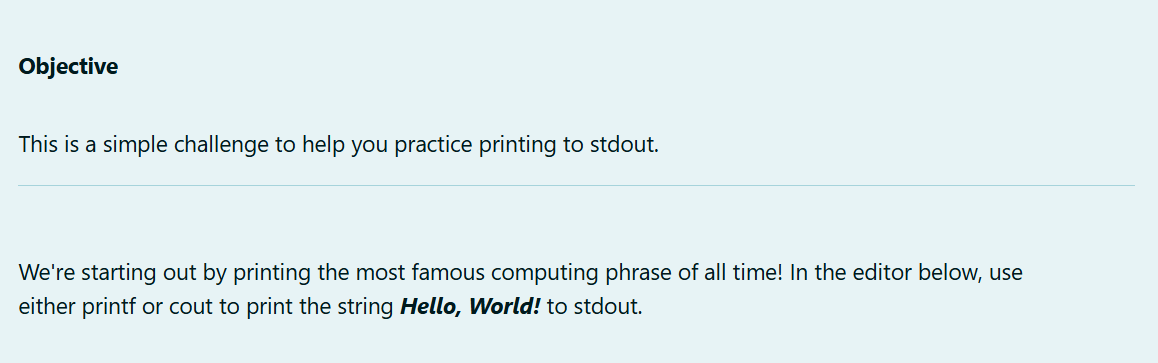 Objective
This is a simple challenge to help you practice printing to stdout.
We're starting out by printing the most famous computing phrase of all time! In the editor below, use
either printf or cout to print the string Hello, World! to stdout.